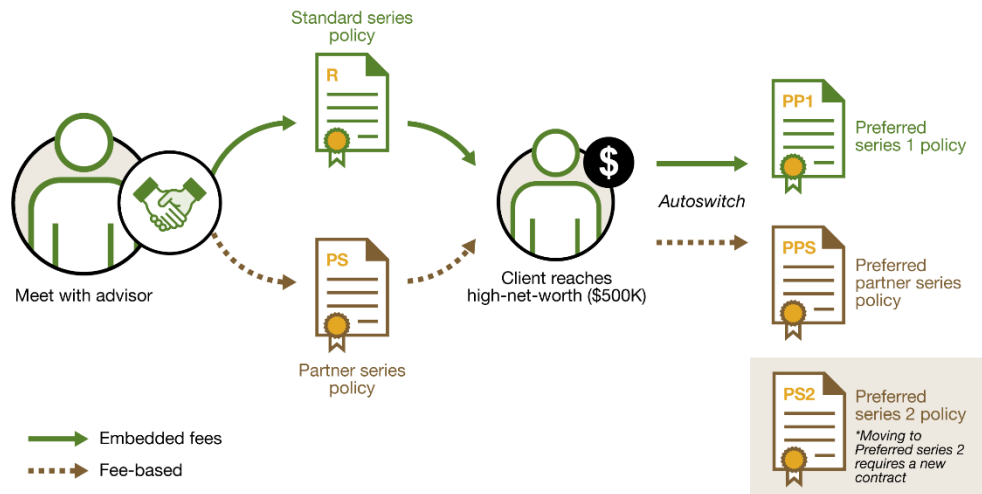 Standard series
policy
R
Meet with advisor
PS
Partner series
policy
$
Client reaches
high-net-worth ($500K)
Autoswitch
PP1
Preferred
series 1 policy
PPS
Preferred
partner series
policy
PS2
Preferred
series 2 policy
*Moving to
Preferred series 2
requires a new
contract
Embedded fees
Fee-based